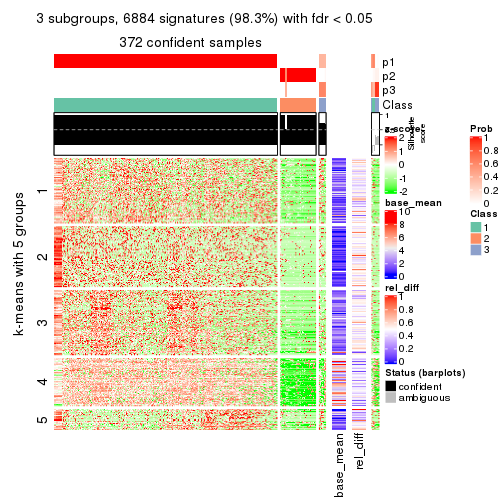 3 subgroups, 6884 signatures (98.3%) with fdr < 0.05
372 confident samples
p1
p2
p3
Class
1
Silhouette
score
k-means with 5 groups
1
2
3
4
5
base_mean
rel_diff
z-score
2
1
0
-1
-2
base_mean
10
8
6
4
2
0
rel_diff
1
0.8
0.6
0.4
0.2
0
Status (barplots)
confident
ambiguous
Prob
1
0.8
0.6
0.4
0.2
0
Class
1
2
3